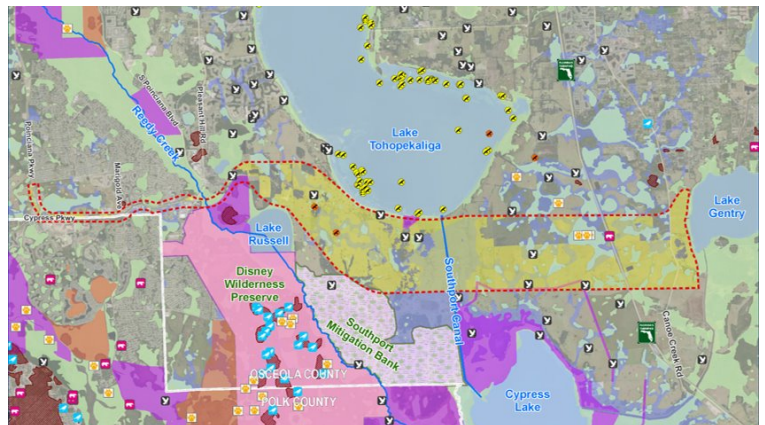 Poinciana Pkwy
S Poinciana Blvd
Pleasant Hill Rd
Reedy Creek
Marigold Ave
Cypress Pkwy
Lake
Tohopekaliga
Lake
Gentry
Lake
Russell
Disney
Wilderness
Preserve
Southport
Mitigation Bank
Southport Canal
Canoe Creek Rd
OSCEOLA COUNTY
POLK COUNTY
Cypress
Lake